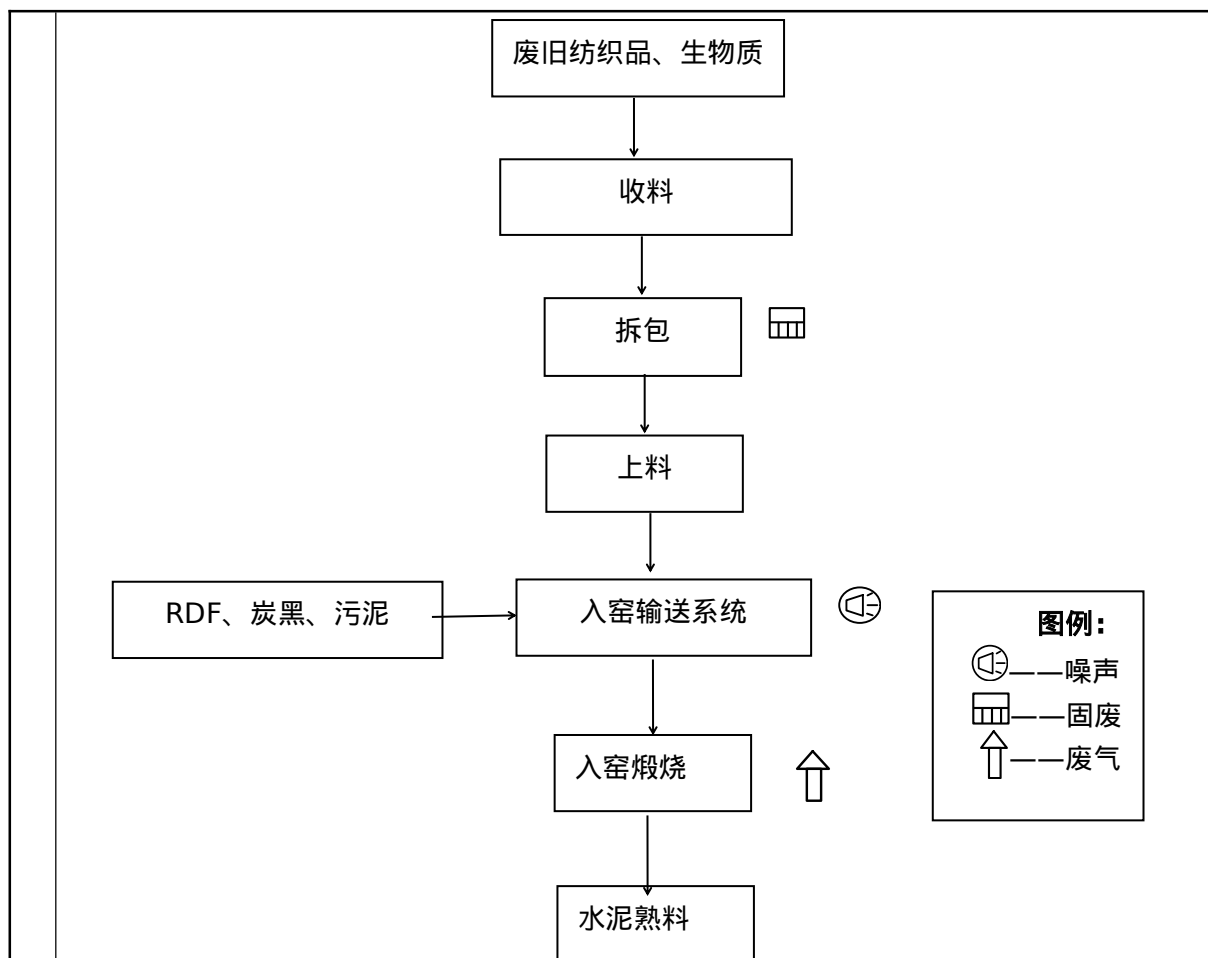 废旧纺织品、生物质
收料
拆包
上料
RDF、炭黑、污泥
入窑输送系统
图例：
——噪声
——固废
——废气
入窑煅烧
水泥熟料